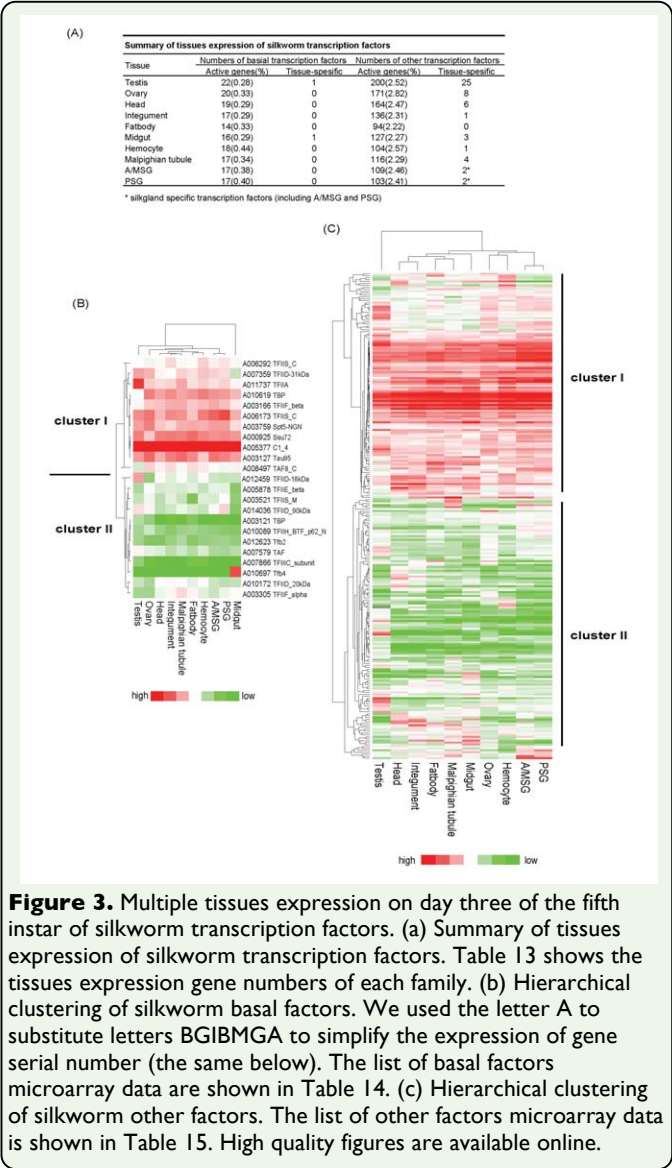 (A)
Summary of tissues expression of silkworm transcription factors
Tissue Numbers of basial transcription factors Numbers of other transcription factors
Active genes(%) Tissue-spesific Active genes(%) Tissue-spesific
Testis 22(0.28) 1 200(2.52) 25
Ovary 20(0.33) 0 171(2.82) 8
Head 19(0.29) 0 164(2.47) 6
Integument 17(0.29) 0 136(2.31) 1
Fatbody 14(0.33) 0 94(2.22) 0
Midgut 16(0.29) 1 127(2.27) 3
Hemocyte 18(0.44) 0 104(2.57) 1
Malpighian tubule 17(0.34) 0 116(2.29) 4
A/MSG 17(0.38) 0 109(2.46) 2*
PSG 17(0.40) 0 103(2.41) 2*
* silkgland specific transcription factors (including A/MSG and PSG)
(B)
cluster I
cluster II
A006292 TFIIS_C
A007359 TFIID-31kDa
A011737 TFIIA
A010619 TBP
A003166 TFIIF_beta
A006173 TFIIS_C
A003759 Spt5-NGN
A000925 Ssu72
A005377 C1_4
A003127 Tau95
A008497 TAF8_C
A012459 TFIID-18kDa
A005878 TFIIE_beta
A003521 TFIIS_M
A014036 TFIID_90kDa
A003121 TBP
A010089 TFIIH_BTF_p62_N
A012623 Tfb2
A007579 TAF
A007866 TFIIIC_subunit
A010697 Tfb4
A010172 TFIID_20kDa
A003305 TFIIF_alpha
Testis
Ovary
Head
Integument
Malpighian tubule
Fatbody
Hemocyte
A/MSG
PSG
Midgut
high low
(C)
cluster I
cluster II
Testis
Head
Integument
Fatbody
Malpighian tubule
Midgut
Ovary
Hemocyte
A/MSG
PSG
high low
Figure 3. Multiple tissues expression on day three of the fifth
instar of silkworm transcription factors. (a) Summary of tissues
expression of silkworm transcription factors. Table 13 shows the
tissues expression gene numbers of each family. (b) Hierarchical
clustering of silkworm basal factors. We used the letter A to
substitute letters BGIBMGA to simplify the expression of gene
serial number (the same below). The list of basal factors
microarray data are shown in Table 14. (c) Hierarchical clustering
of silkworm other factors. The list of other factors microarray data
is shown in Table 15. High quality figures are available online.